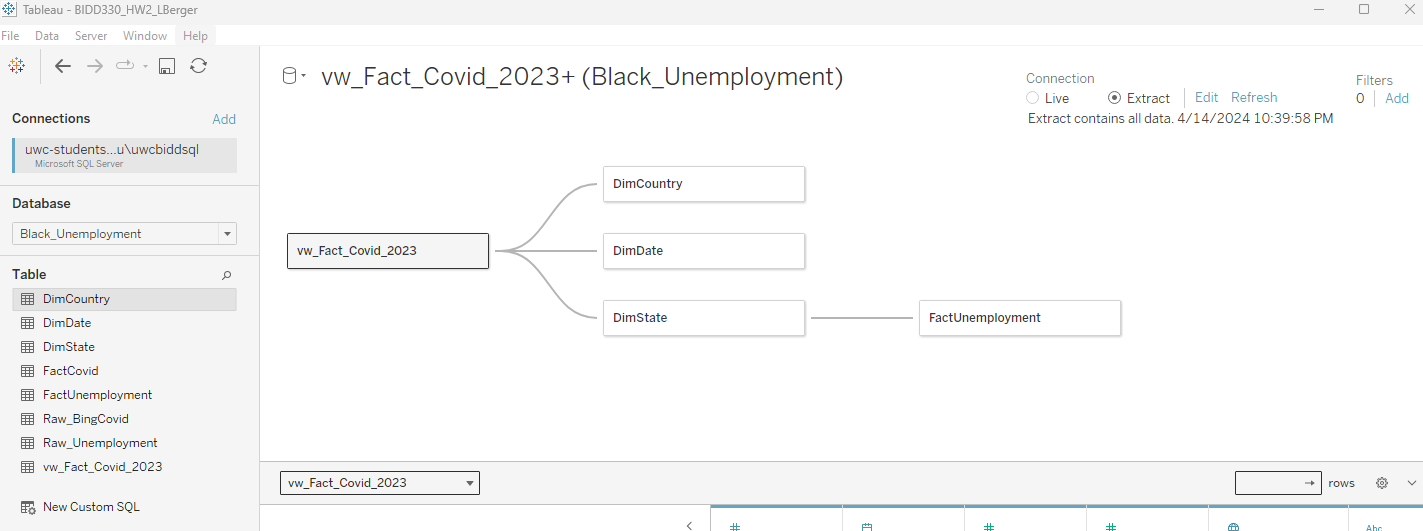 Tableau - BIDD330_HW2_LBerger
File Data Server Window Help
vw_Fact_Covid_2023+ (Black_Unemployment)
Connection
Live Extract Edit Refresh
Extract contains all data. 4/14/2024 10:39:58 PM
Filters
0 Add
Connections Add
uwc-students...u\uwcbiddsql
Microsoft SQL Server
Database
Black_Unemployment
Table
DimCountry
DimDate
DimState
FactCovid
FactUnemployment
Raw_BingCovid
Raw_Unemployment
vw_Fact_Covid_2023
New Custom SQL
vw_Fact_Covid_2023
DimCountry
DimDate
DimState
FactUnemployment
vw_Fact_Covid_2023
rows
# # # Abc